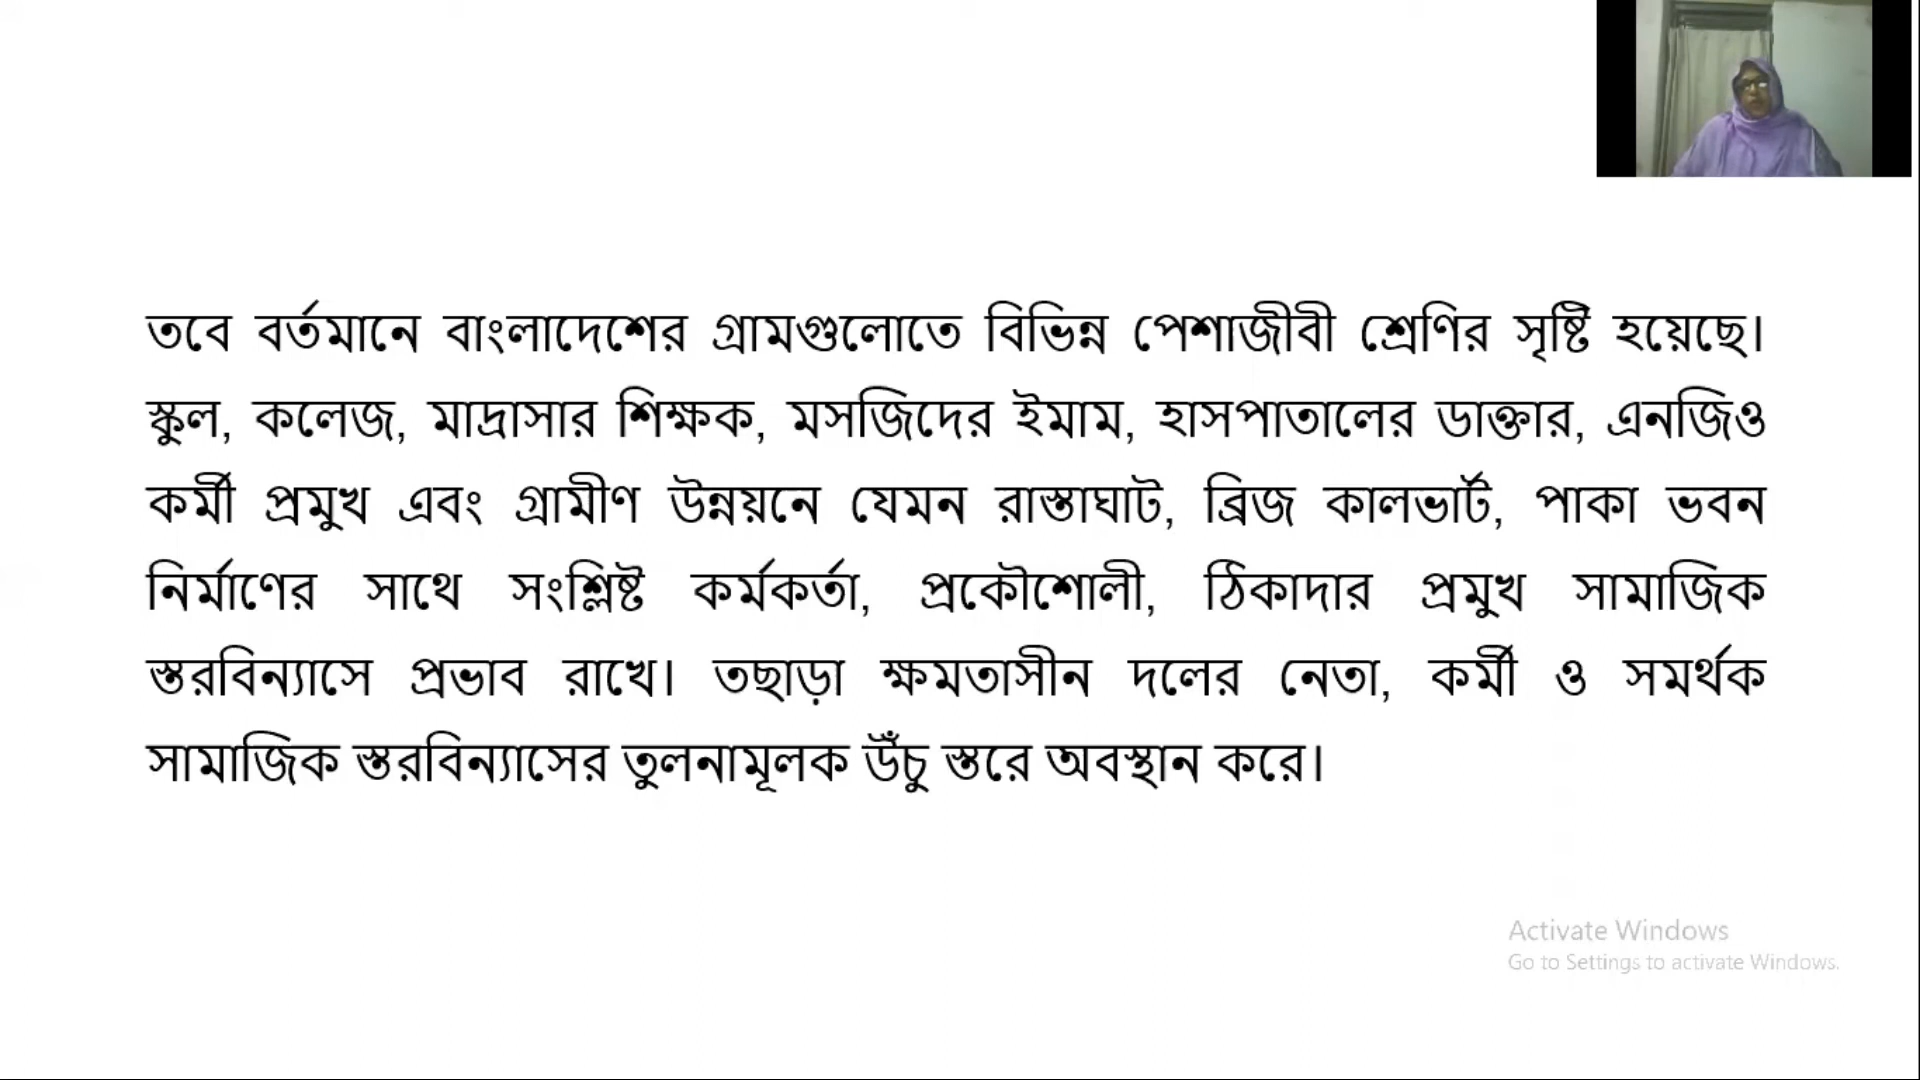 তবে বর্তমানে বাংলাদেশের গ্রামগুলোতে বিভিন্ন পেশাজীবী শ্রেণির সৃষ্টি হয়েছে।
স্কুল, কলেজ, মাদ্রাসার শিক্ষক, মসজিদের ইমাম, হাসপাতালের ডাক্তার, এনজিও
কর্মী প্রমুখ এবং গ্রামীণ উন্নয়নে যেমন রাস্তাঘাট, ব্রিজ কালভার্ট, পাকা ভবন
নির্মাণের সাথে সংশ্লিষ্ট কর্মকর্তা, প্রকৌশোলী, ঠিকাদার প্রমুখ সামাজিক
স্তরবিন্যাসে প্রভাব রাখে। তছাড়া ক্ষমতাসীন দলের নেতা, কর্মী ও সমর্থক
সামাজিক স্তরবিন্যাসের তুলনামূলক উঁচু স্তরে অবস্থান করে।
Activate Windows
Go to Settings to activate Windows.